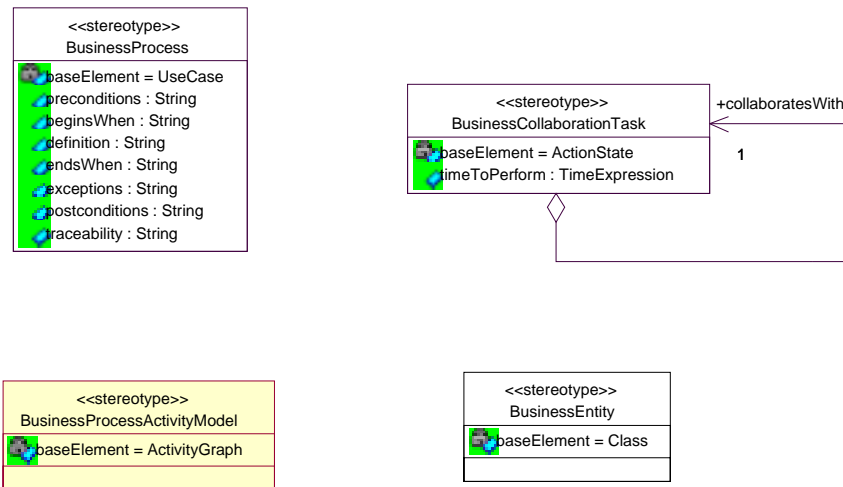 <<stereotype>>
BusinessProcess
baseElement = UseCase
preconditions : String
beginsWhen : String
definition : String
endsWhen : String
exceptions : String
postconditions : String
traceability : String
<<stereotype>>
BusinessCollaborationTask
baseElement = ActionState
timeToPerform : TimeExpression
+collaboratesWith
1
<<stereotype>>
BusinessProcessActivityModel
baseElement = ActivityGraph
<<stereotype>>
BusinessEntity
baseElement = Class